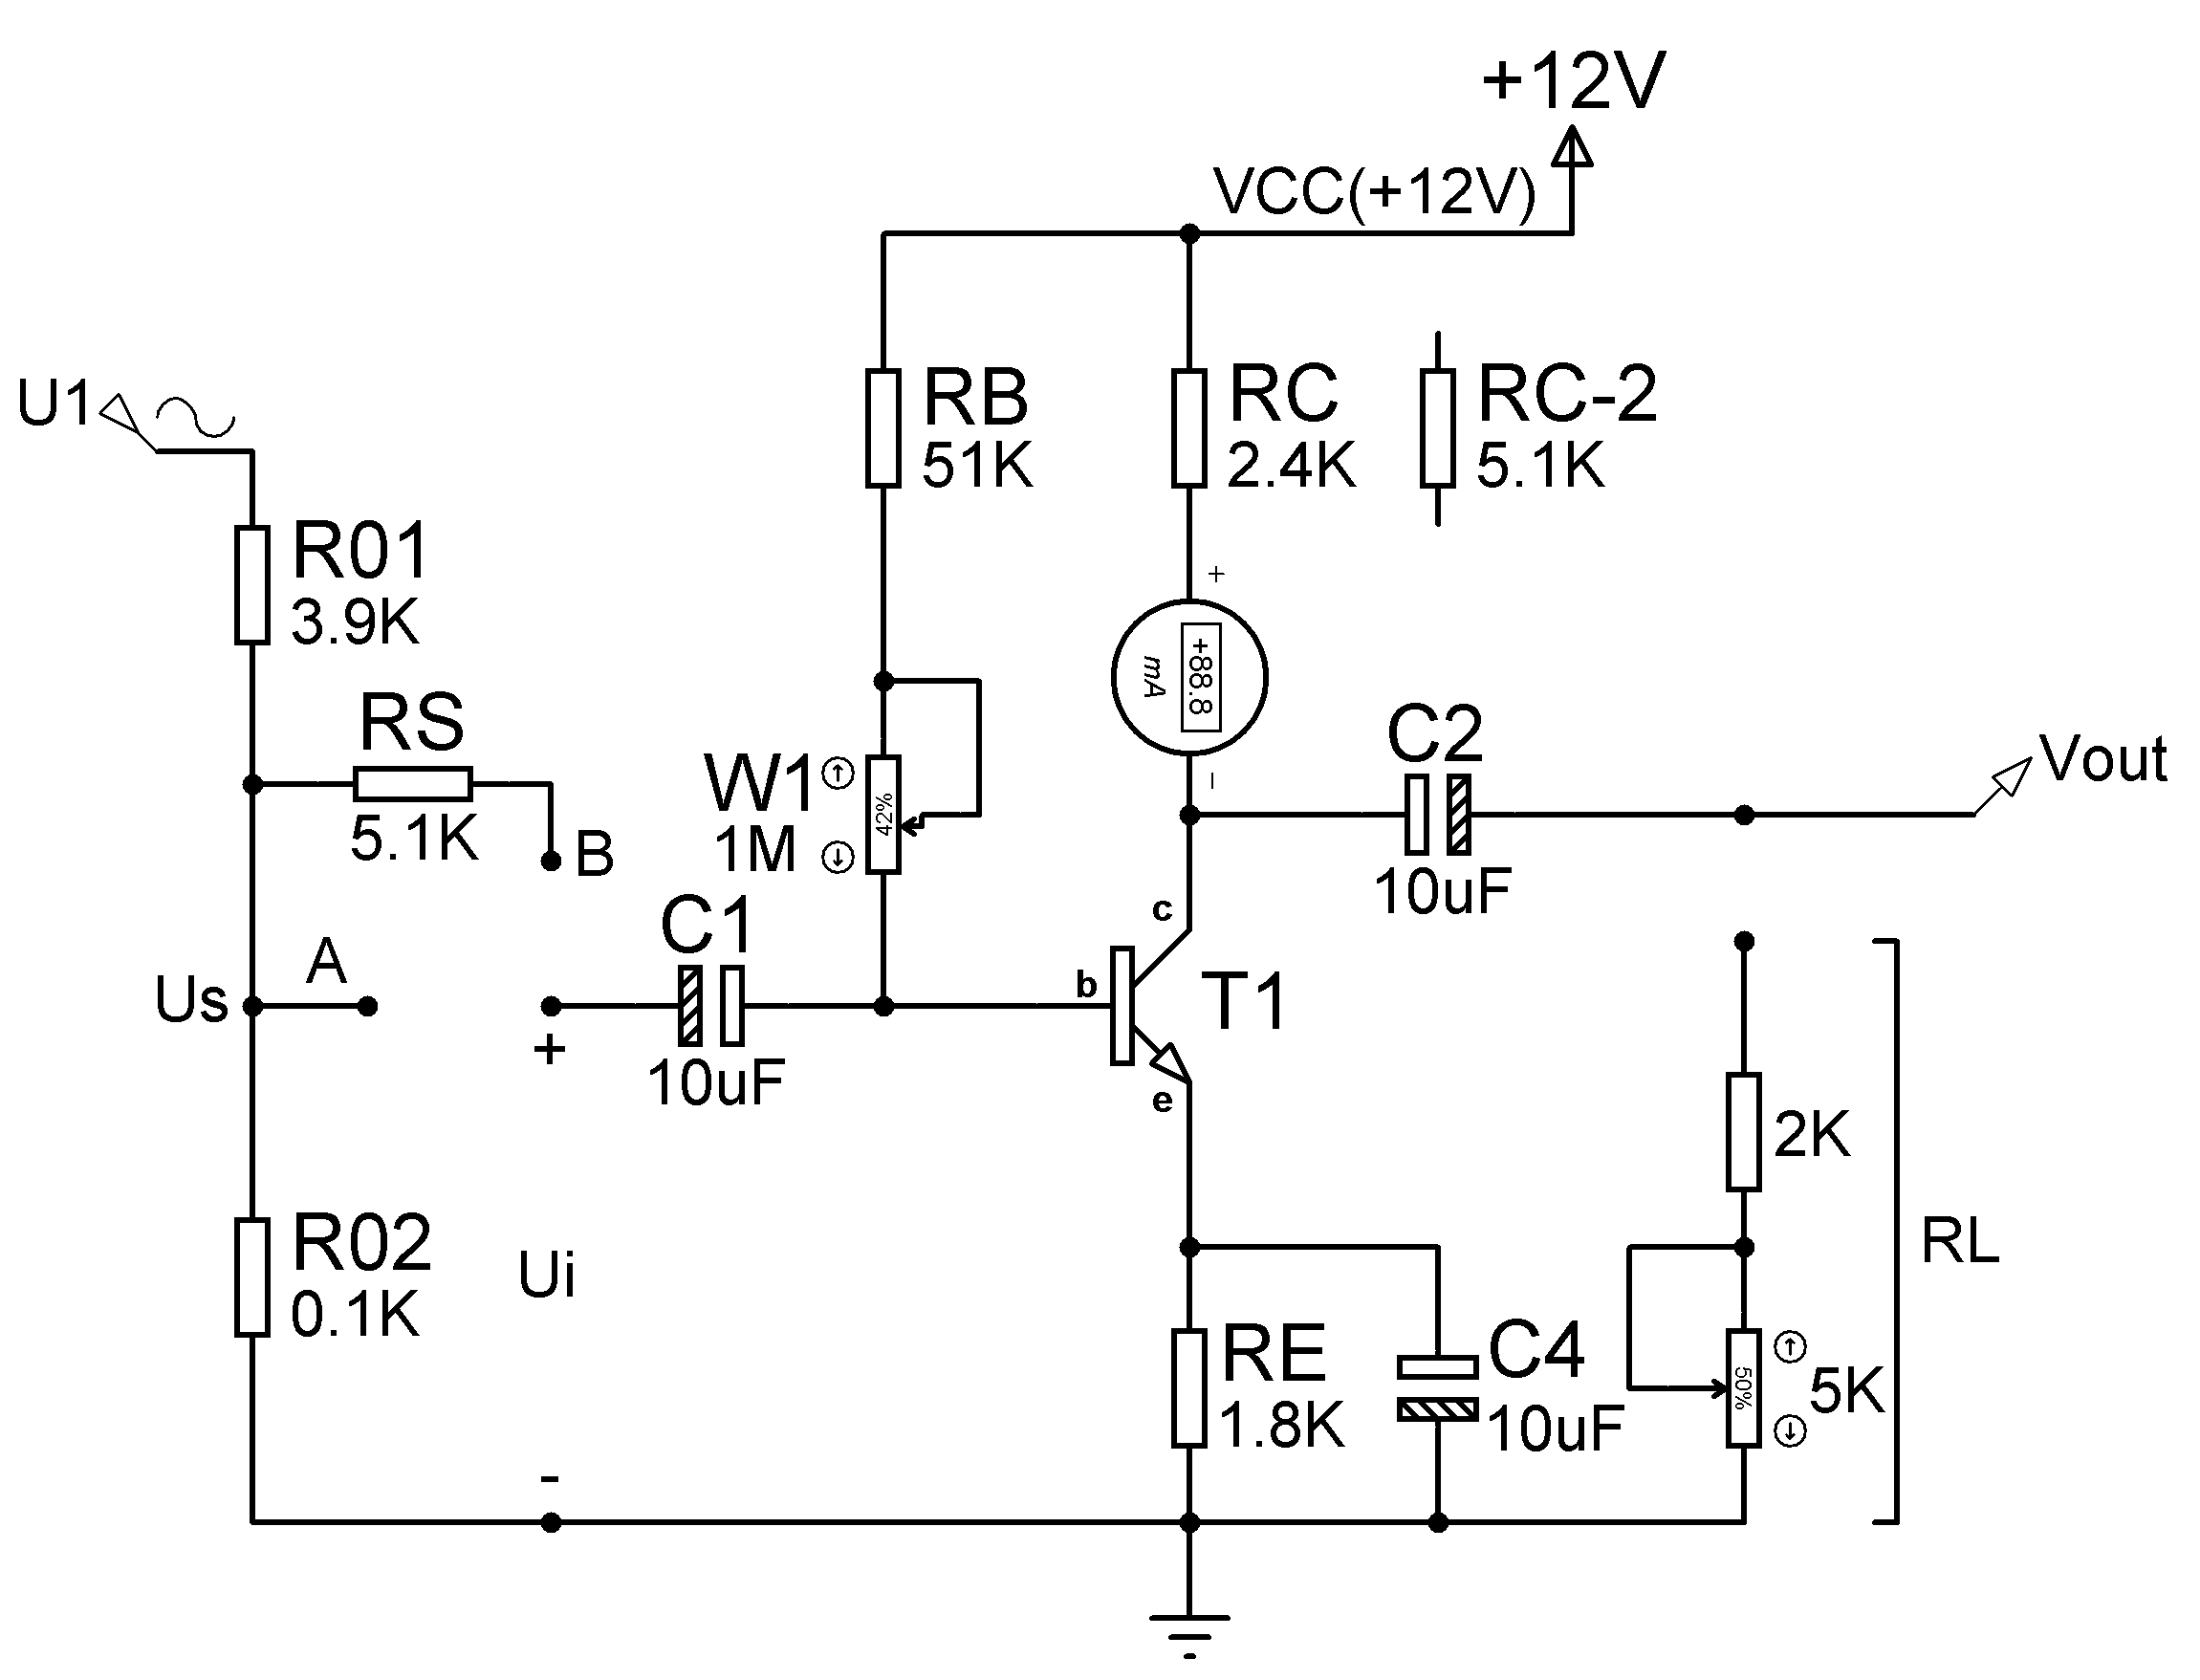 +12V
VCC(+12V)
U1
RB
51K
RC
2.4K
RC-2
5.1K
R01
3.9K
+
+88.8
mA
-
RS
5.1K
B
W1
1M
42%
C2
10uF
Vout
A
Us
+
C1
10uF
c
b
e
T1
2K
RL
R02
0.1K
Ui
-
RE
1.8K
C4
10uF
50%
5K